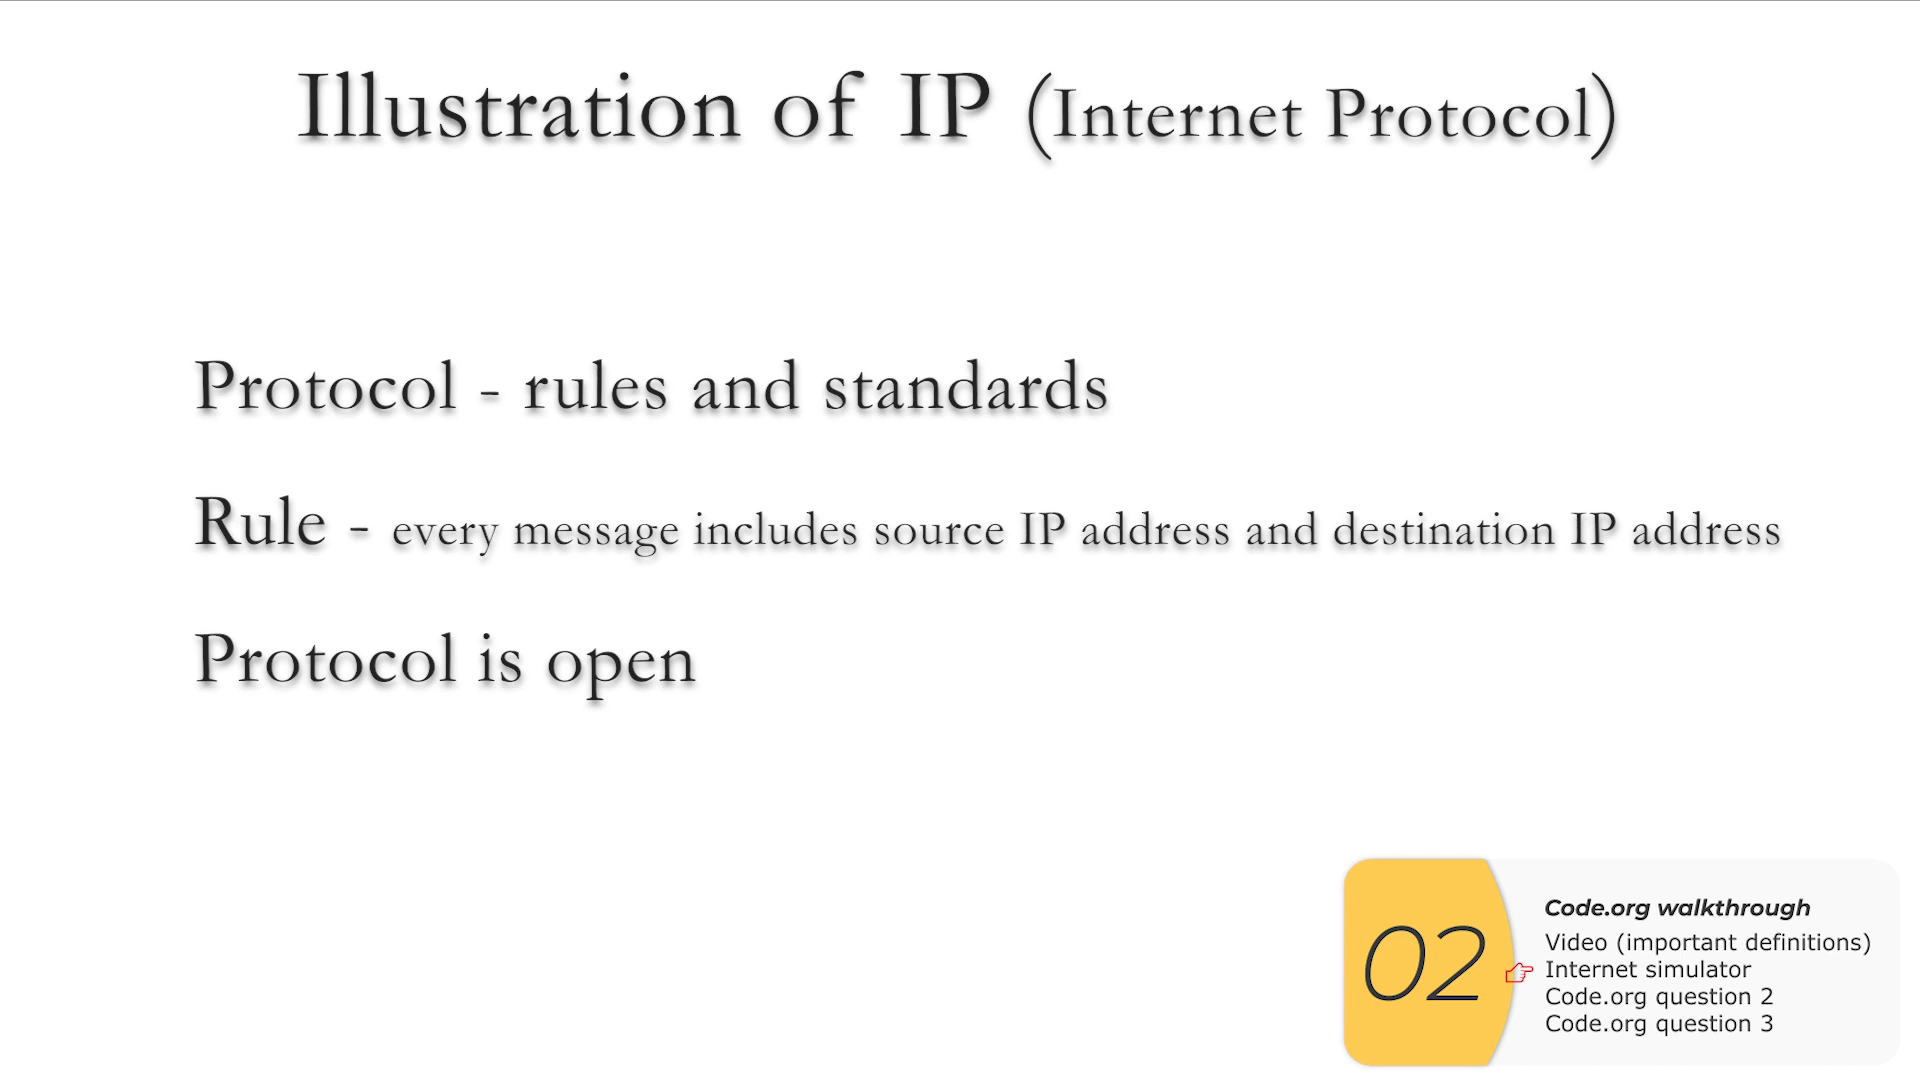 Illustration of IP (Internet Protocol)
Protocol - rules and standards
Rule - every message includes source IP address and destination IP address
Protocol is open
02
Code.org walkthrough
Video (important definitions)
Internet simulator
Code.org question 2
Code.org question 3